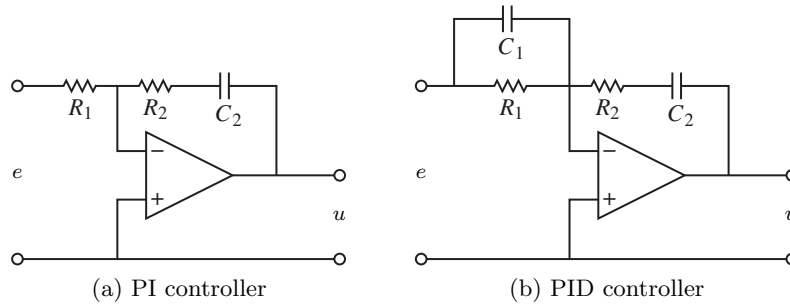 C₁
R₁ R₂ C₂
R₁ R₂ C₂
−
−
e
+
u
e
+
u
(a) PI controller
(b) PID controller